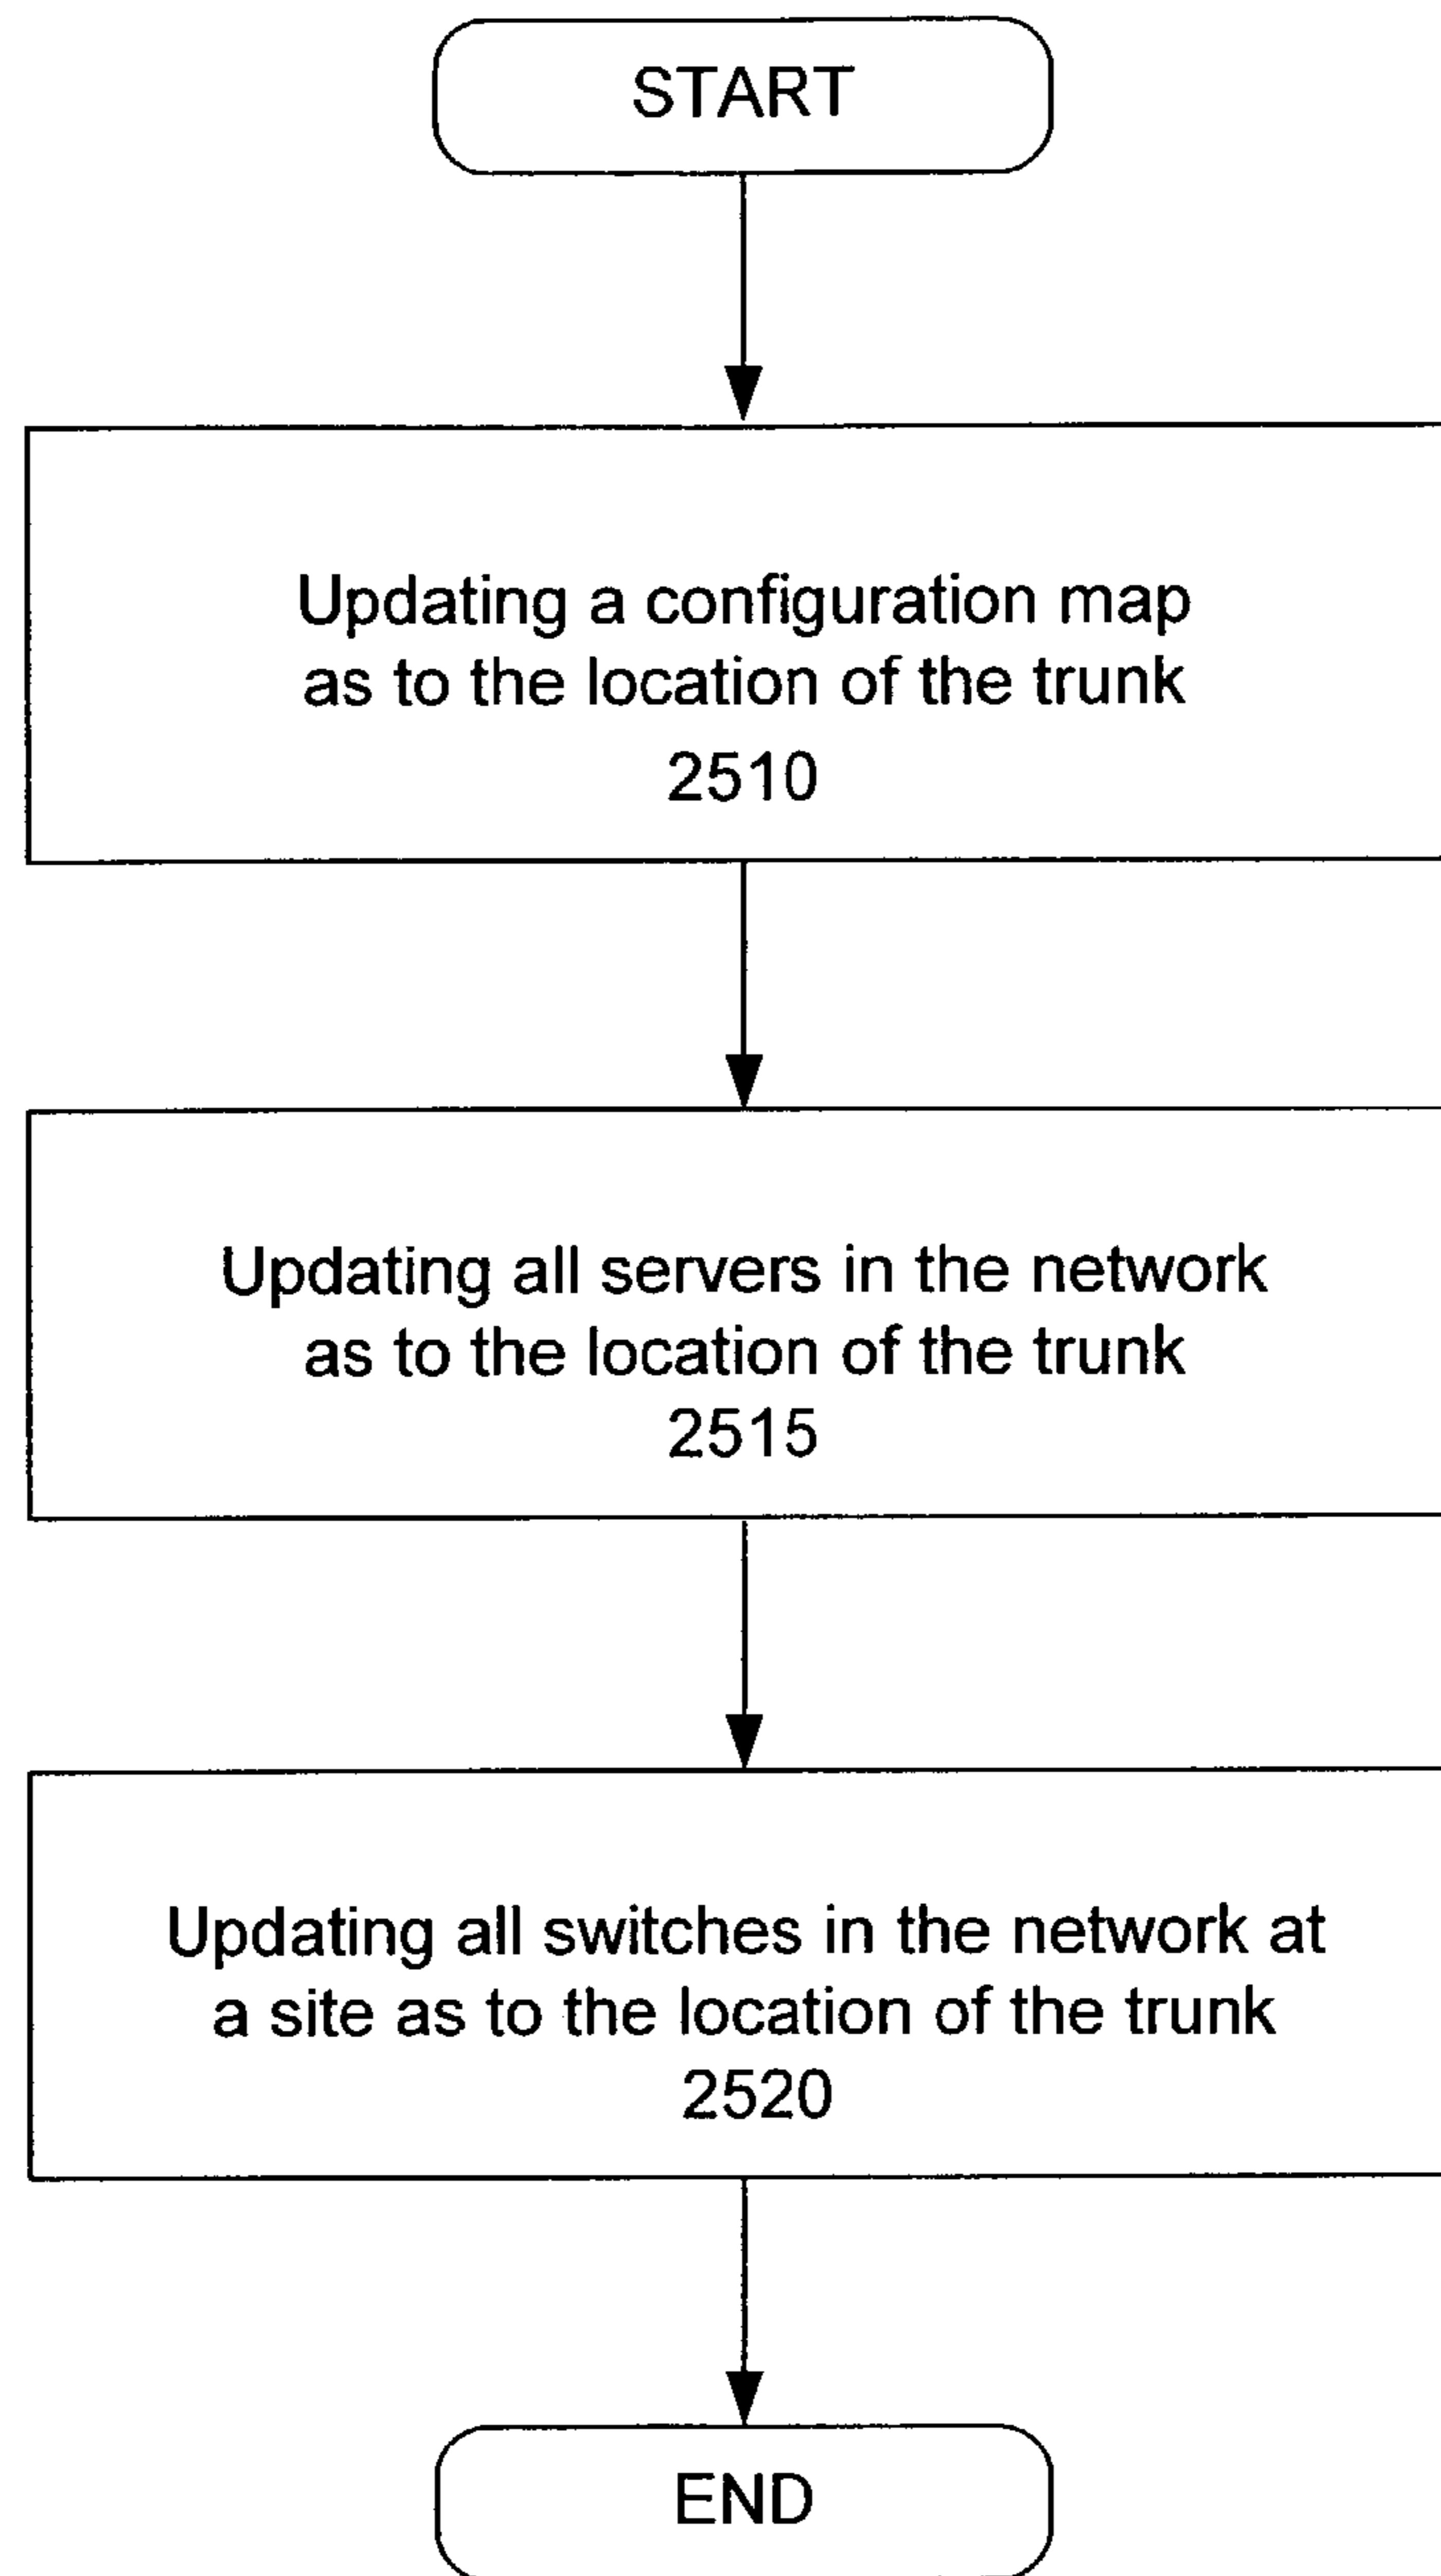 START
Updating a configuration map
as to the location of the trunk
2510
Updating all servers in the network
as to the location of the trunk
2515
Updating all switches in the network at
a site as to the location of the trunk
2520
END